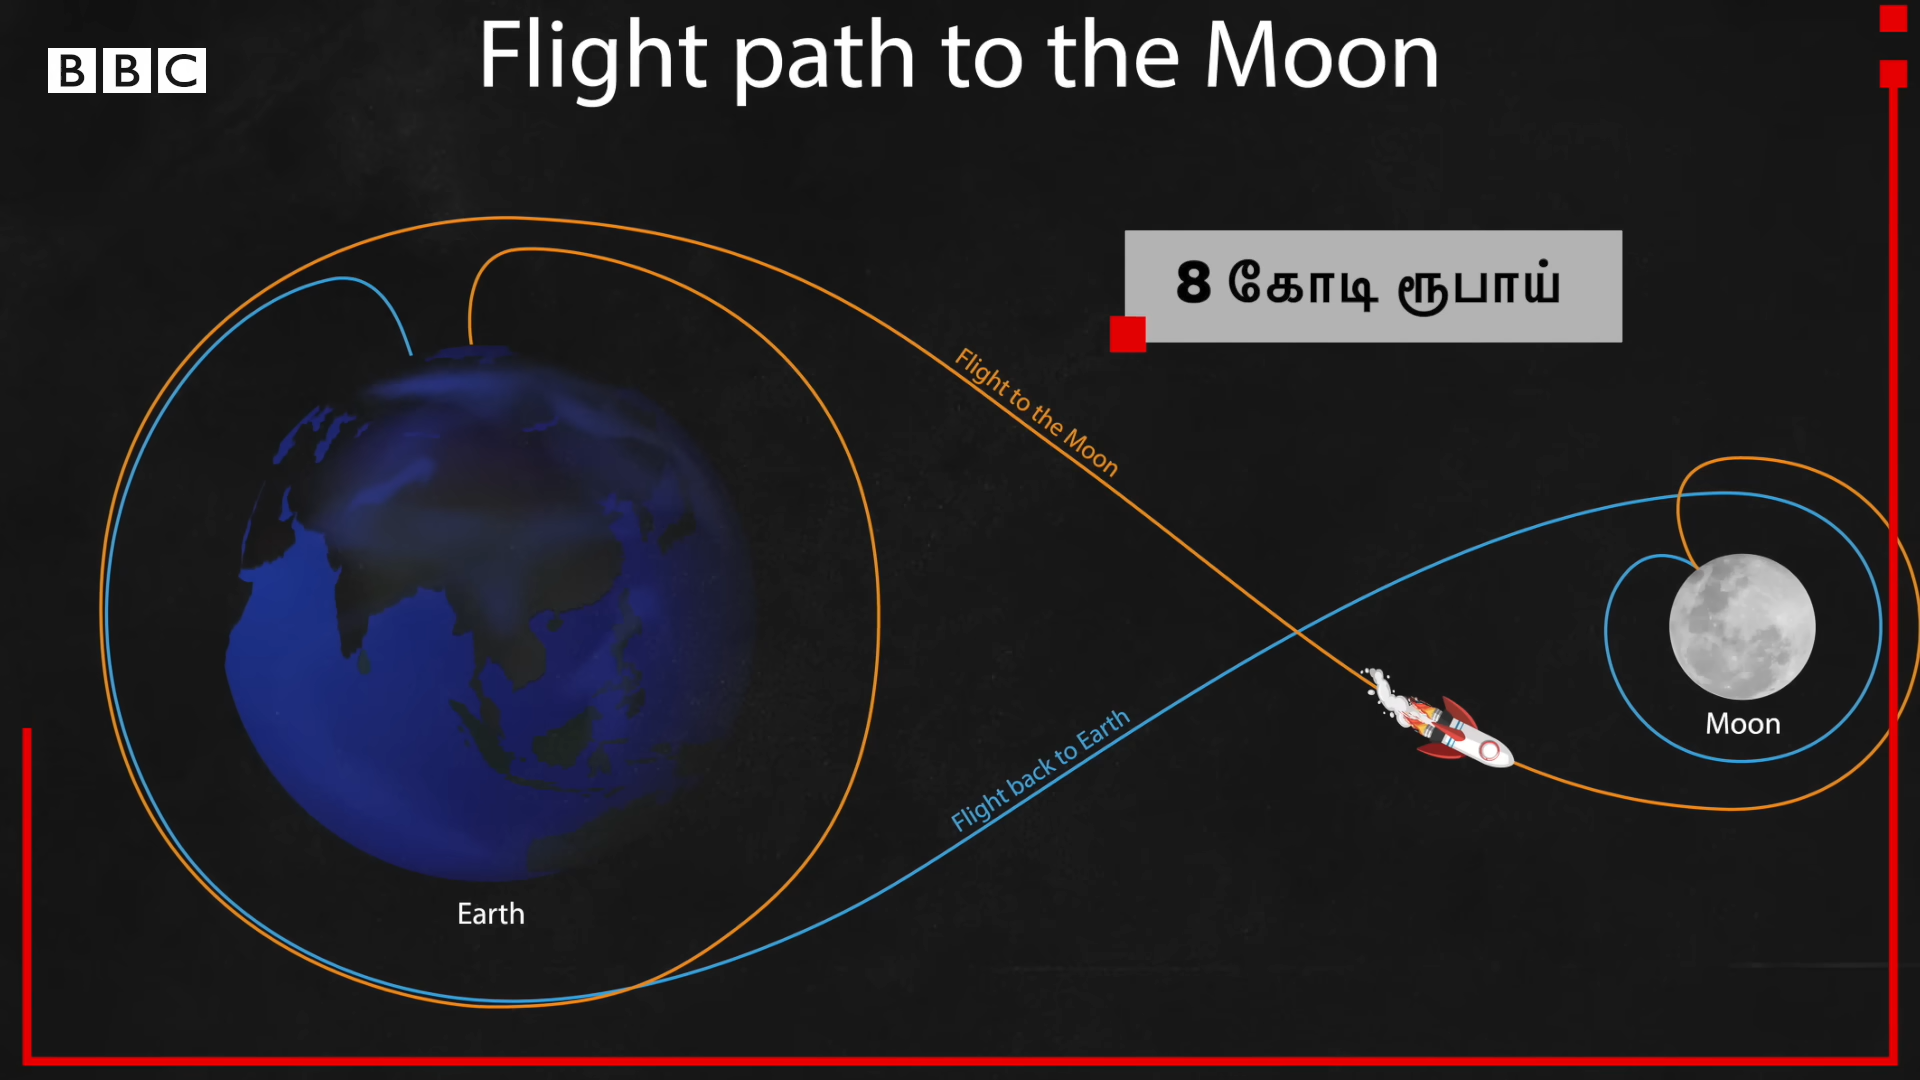 BBC
Flight path to the Moon
8 கோடி ரூபாய்
Flight to the Moon
Flight back to Earth
Moon
Earth